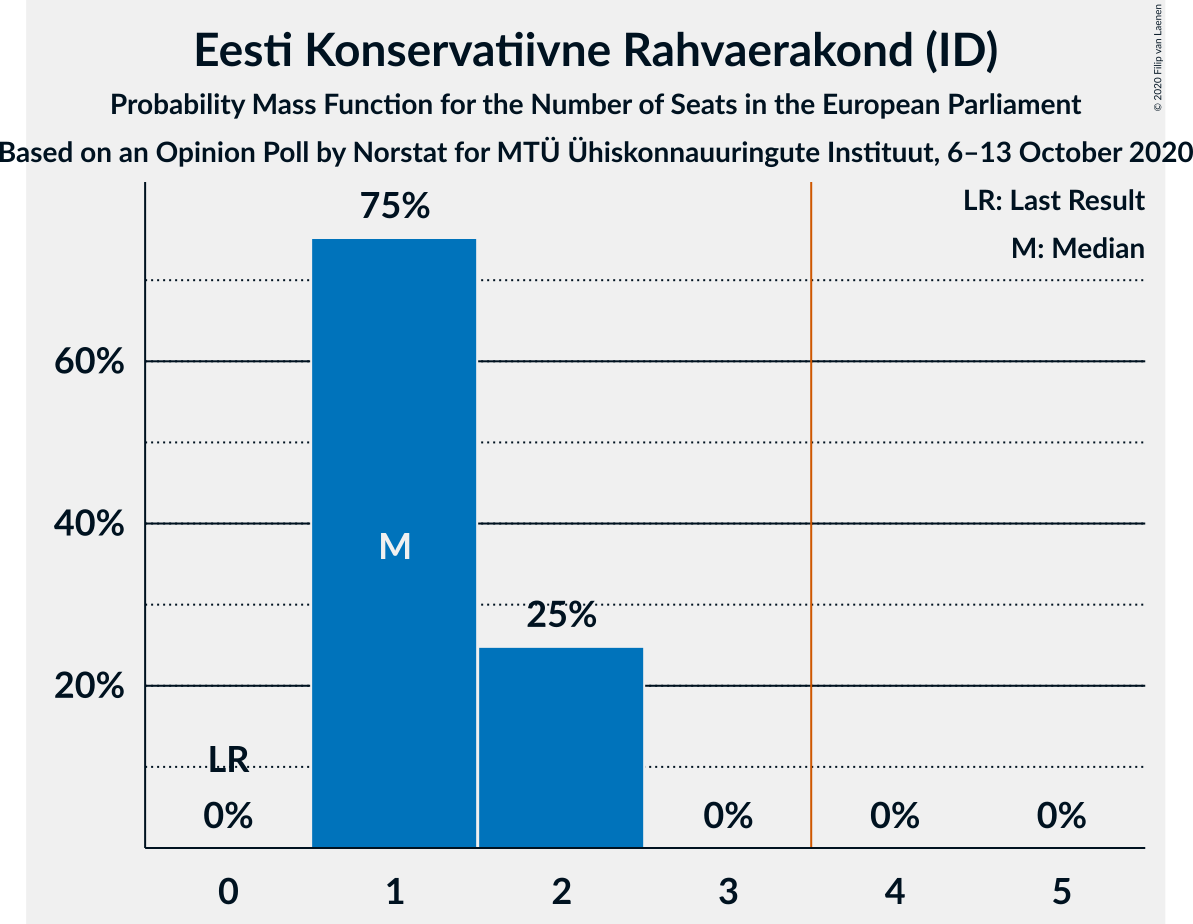 Eesti Konservatiivne Rahvaerakond (ID)
Probability Mass Function for the Number of Seats in the European Parliament
Based on an Opinion Poll by Norstat for MTÜ Ühiskonnauuringute Instituut, 6–13 October 2020
© 2020 Filip van Laenen
LR: Last Result
M: Median
75%
60%
40%
M
25%
20%
LR
0%
0%
0%
0%
0
1
2
3
4
5